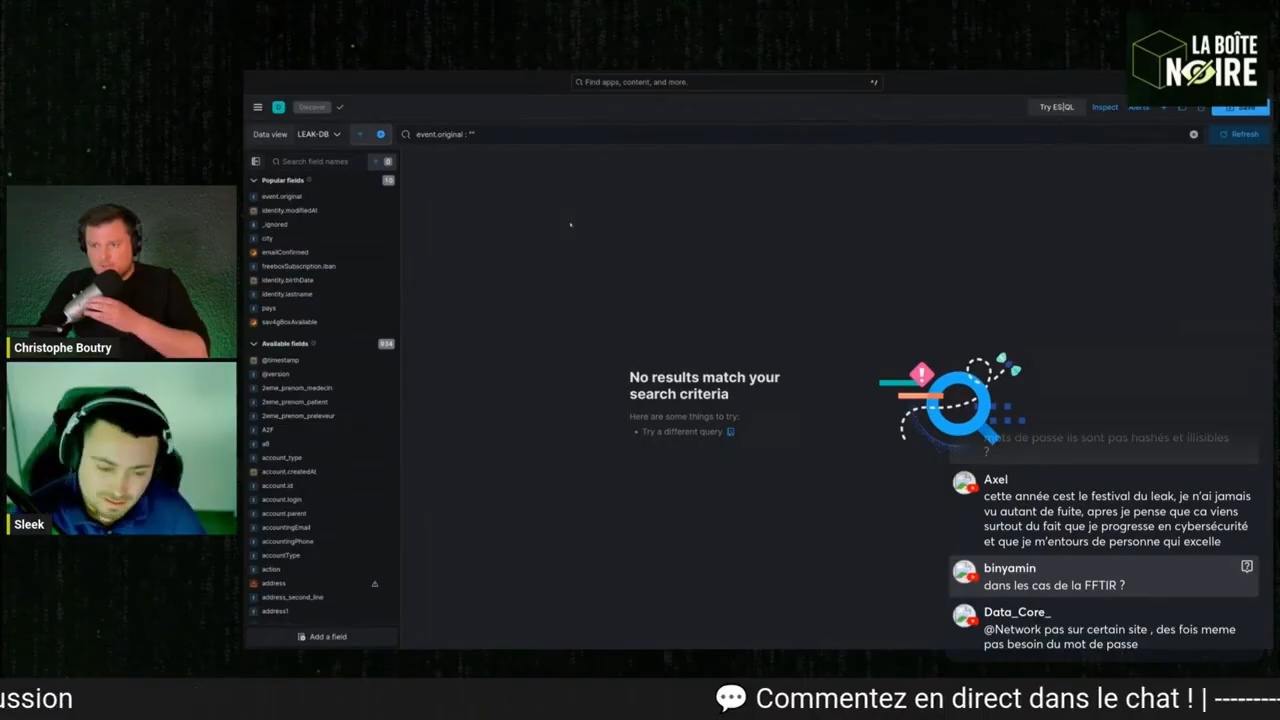 LA BOÎTE
NOIRE
Find apps, content, and more.
Discover
Try ES|QL
Inspect
Alerts
Data view
LEAK-DB
event.original : ""
Refresh
Search field names
0
Popular fields
10
event.original
identity.modifiedAt
_ignored
city
emailConfirmed
freeboxSubscription.iban
identity.birthDate
identity.lastname
pays
sav4gBoxAvailable
Available fields
934
@timestamp
@version
2eme_prenom_medecin
2eme_prenom_patient
2eme_prenom_preleveur
A2F
aB
account_type
account.createdAt
account.id
account.login
account.parent
accountingEmail
accountingPhone
accountType
action
address
address_second_line
address1
Add a field
No results match your
search criteria
Here are some things to try:
• Try a different query
Christophe Boutry
Sleek
mots de passe ils sont pas hashés et illisibles
?
Axel
cette année cest le festival du leak, je n'ai jamais
vu autant de fuite, apres je pense que ca viens
surtout du fait que je progresse en cybersécurité
et que je m'entours de personne qui excelle
binyamin
dans les cas de la FFTIR ?
Data_Core_
@Network pas sur certain site , des fois meme
pas besoin du mot de passe
ussion
💬 Commentez en direct dans le chat ! | --------